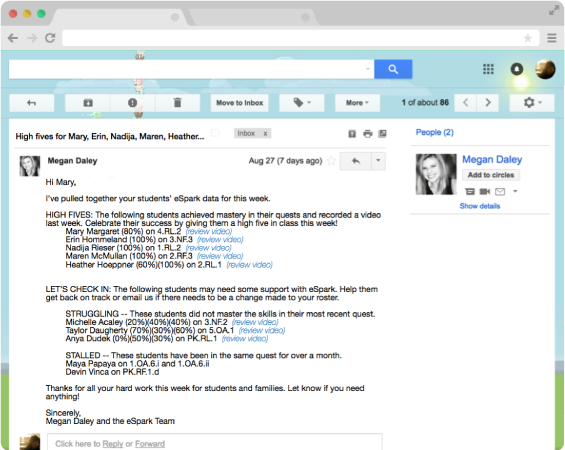 Move to Inbox
More
1 of about 86
High fives for Mary, Erin, Nadija, Maren, Heather...
Inbox x
People (2)
Megan Daley
Aug 27 (7 days ago)
Megan Daley
Add to circles
Show details
Hi Mary,
I've pulled together your students' eSpark data for this week.
HIGH FIVES: The following students achieved mastery in their quests and recorded a video
last week. Celebrate their success by giving them a high five in class this week!
Mary Margaret (80%) on 4.RL.2 (review video)
Erin Hommeland (100%) on 3.NF.3 (review video)
Nadija Rieser (100%) on 1.RL.2 (review video)
Maren McMullan (100%) on 2.RF.3 (review video)
Heather Hoeppner (60%)(100%) on 2.RL.1 (review video)
LET'S CHECK IN: The following students may need some support with eSpark. Help them
get back on track or email us if there needs to be a change made to your roster.
STRUGGLING -- These students did not master the skills in their most recent quest.
Michelle Acaley (20%)(40%)(40%) on 3.NF.2 (review video)
Taylor Daugherty (70%)(30%)(60%) on 5.OA.1 (review video)
Anya Dudek (0%)(50%)(30%) on PK.RL.1 (review video)
STALLED -- These students have been in the same quest for over a month.
Maya Papaya on 1.OA.6.i and 1.OA.6.ii
Devin Vinca on PK.RF.1.d
Thanks for all your hard work this week for students and families. Let know if you need
anything!
Sincerely,
Megan Daley and the eSpark Team
Click here to Reply or Forward